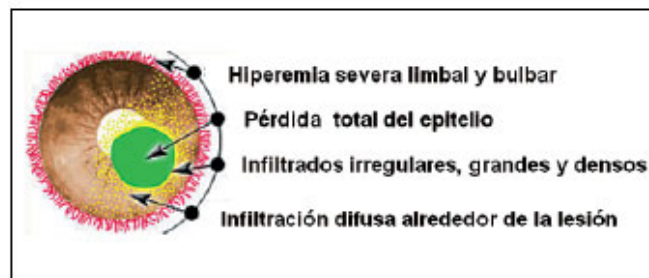 Hiperemia severa limbal y bulbar
Pérdida total del epitelio
Infiltrados irregulares, grandes y densos
Infiltración difusa alrededor de la lesión